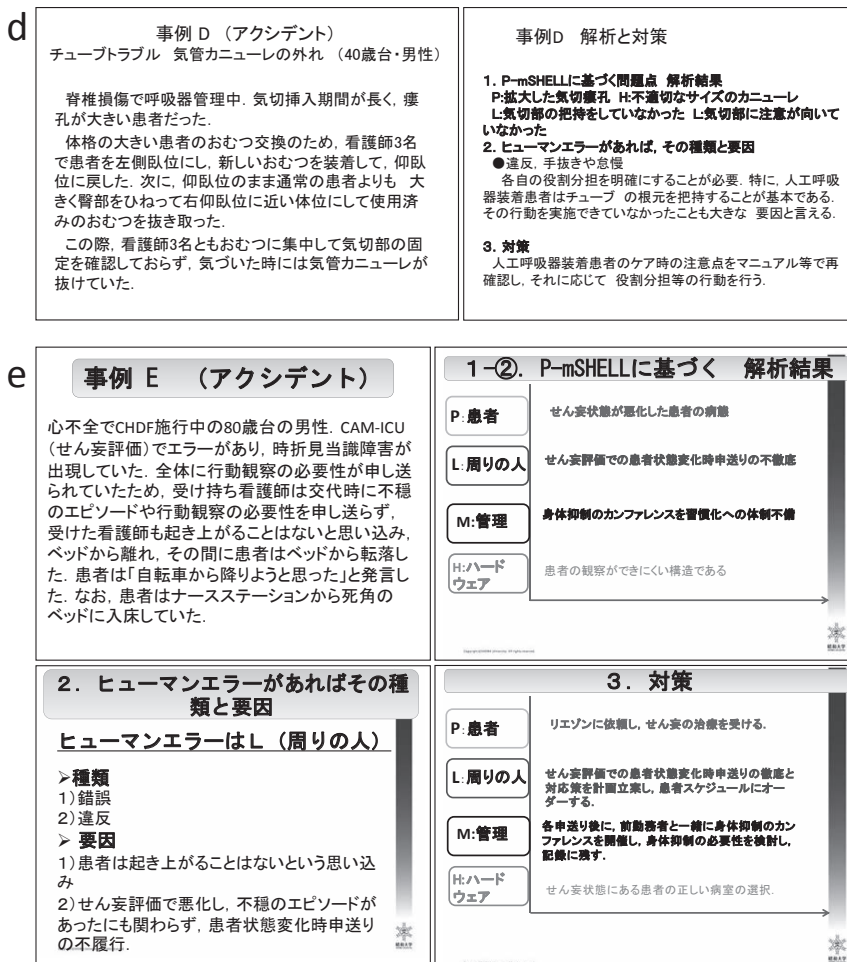 d
事例 D （アクシデント）
チューブトラブル 気管カニューレの外れ （40歳台・男性）
脊椎損傷で呼吸器管理中．気切挿入期間が長く，瘻
孔が大きい患者だった．
体格の大きい患者のおむつ交換のため，看護師3名
で患者を左側臥位にし，新しいおむつを装着して，仰臥
位に戻した．次に，仰臥位のまま通常の患者よりも 大
きく臀部をひねって右仰臥位に近い体位にして使用済
みのおむつを抜き取った．
この際，看護師3名ともおむつに集中して気切部の固
定を確認しておらず，気づいた時には気管カニューレが
抜けていた．
事例D 解析と対策
1．P-mSHELLに基づく問題点 解析結果
P:拡大した気切瘻孔 H:不適切なサイズのカニューレ
L:気切部の把持をしていなかった L:気切部に注意が向いて
いなかった
2．ヒューマンエラーがあれば，その種類と要因
●違反，手抜きや怠慢
各自の役割分担を明確にすることが必要．特に，人工呼吸
器装着患者はチューブ の根元を把持することが基本である．
その行動を実施できていなかったことも大きな 要因と言える．
3．対策
人工呼吸器装着患者のケア時の注意点をマニュアル等で再
確認し，それに応じて 役割分担等の行動を行う．
e
事例 E （アクシデント）
心不全でCHDF施行中の80歳台の男性．CAM-ICU
（せん妄評価）でエラーがあり，時折見当識障害が
出現していた．全体に行動観察の必要性が申し送
られていたため，受け持ち看護師は交代時に不穏
のエピソードや行動観察の必要性を申し送らず，
受けた看護師も起き上がることはないと思い込み，
ベッドから離れ，その間に患者はベッドから転落し
た．患者は「自転車から降りようと思った」と発言し
た．なお，患者はナースステーションから死角の
ベッドに入床していた．
1-②．P-mSHELLに基づく 解析結果
P:患者
せん妄状態が悪化した患者の病態
L:周りの人
せん妄評価での患者状態変化時申送りの不徹底
M:管理
身体抑制のカンファレンスを習慣化への体制不備
H:ハード
ウェア
患者の観察ができにくい構造である
昭和大学
2．ヒューマンエラーがあればその種
類と要因
ヒューマンエラーはＬ（周りの人）
➢種類
1）錯誤
2）違反
➢ 要因
1）患者は起き上がることはないという思い込
み
2）せん妄評価で悪化し，不穏のエピソードが
あったにも関わらず，患者状態変化時申送り
の不履行．
昭和大学
3．対策
P:患者
リエゾンに依頼し，せん妄の治療を受ける．
L:周りの人
せん妄評価での患者状態変化時申送りの徹底と
対応策を計画立案し，患者スケジュールにオー
ダーする．
M:管理
各申送り後に，前勤務者と一緒に身体抑制のカン
ファレンスを開催し，身体抑制の必要性を検討し，
記録に残す．
H:ハード
ウェア
せん妄状態にある患者の正しい病室の選択．
昭和大学